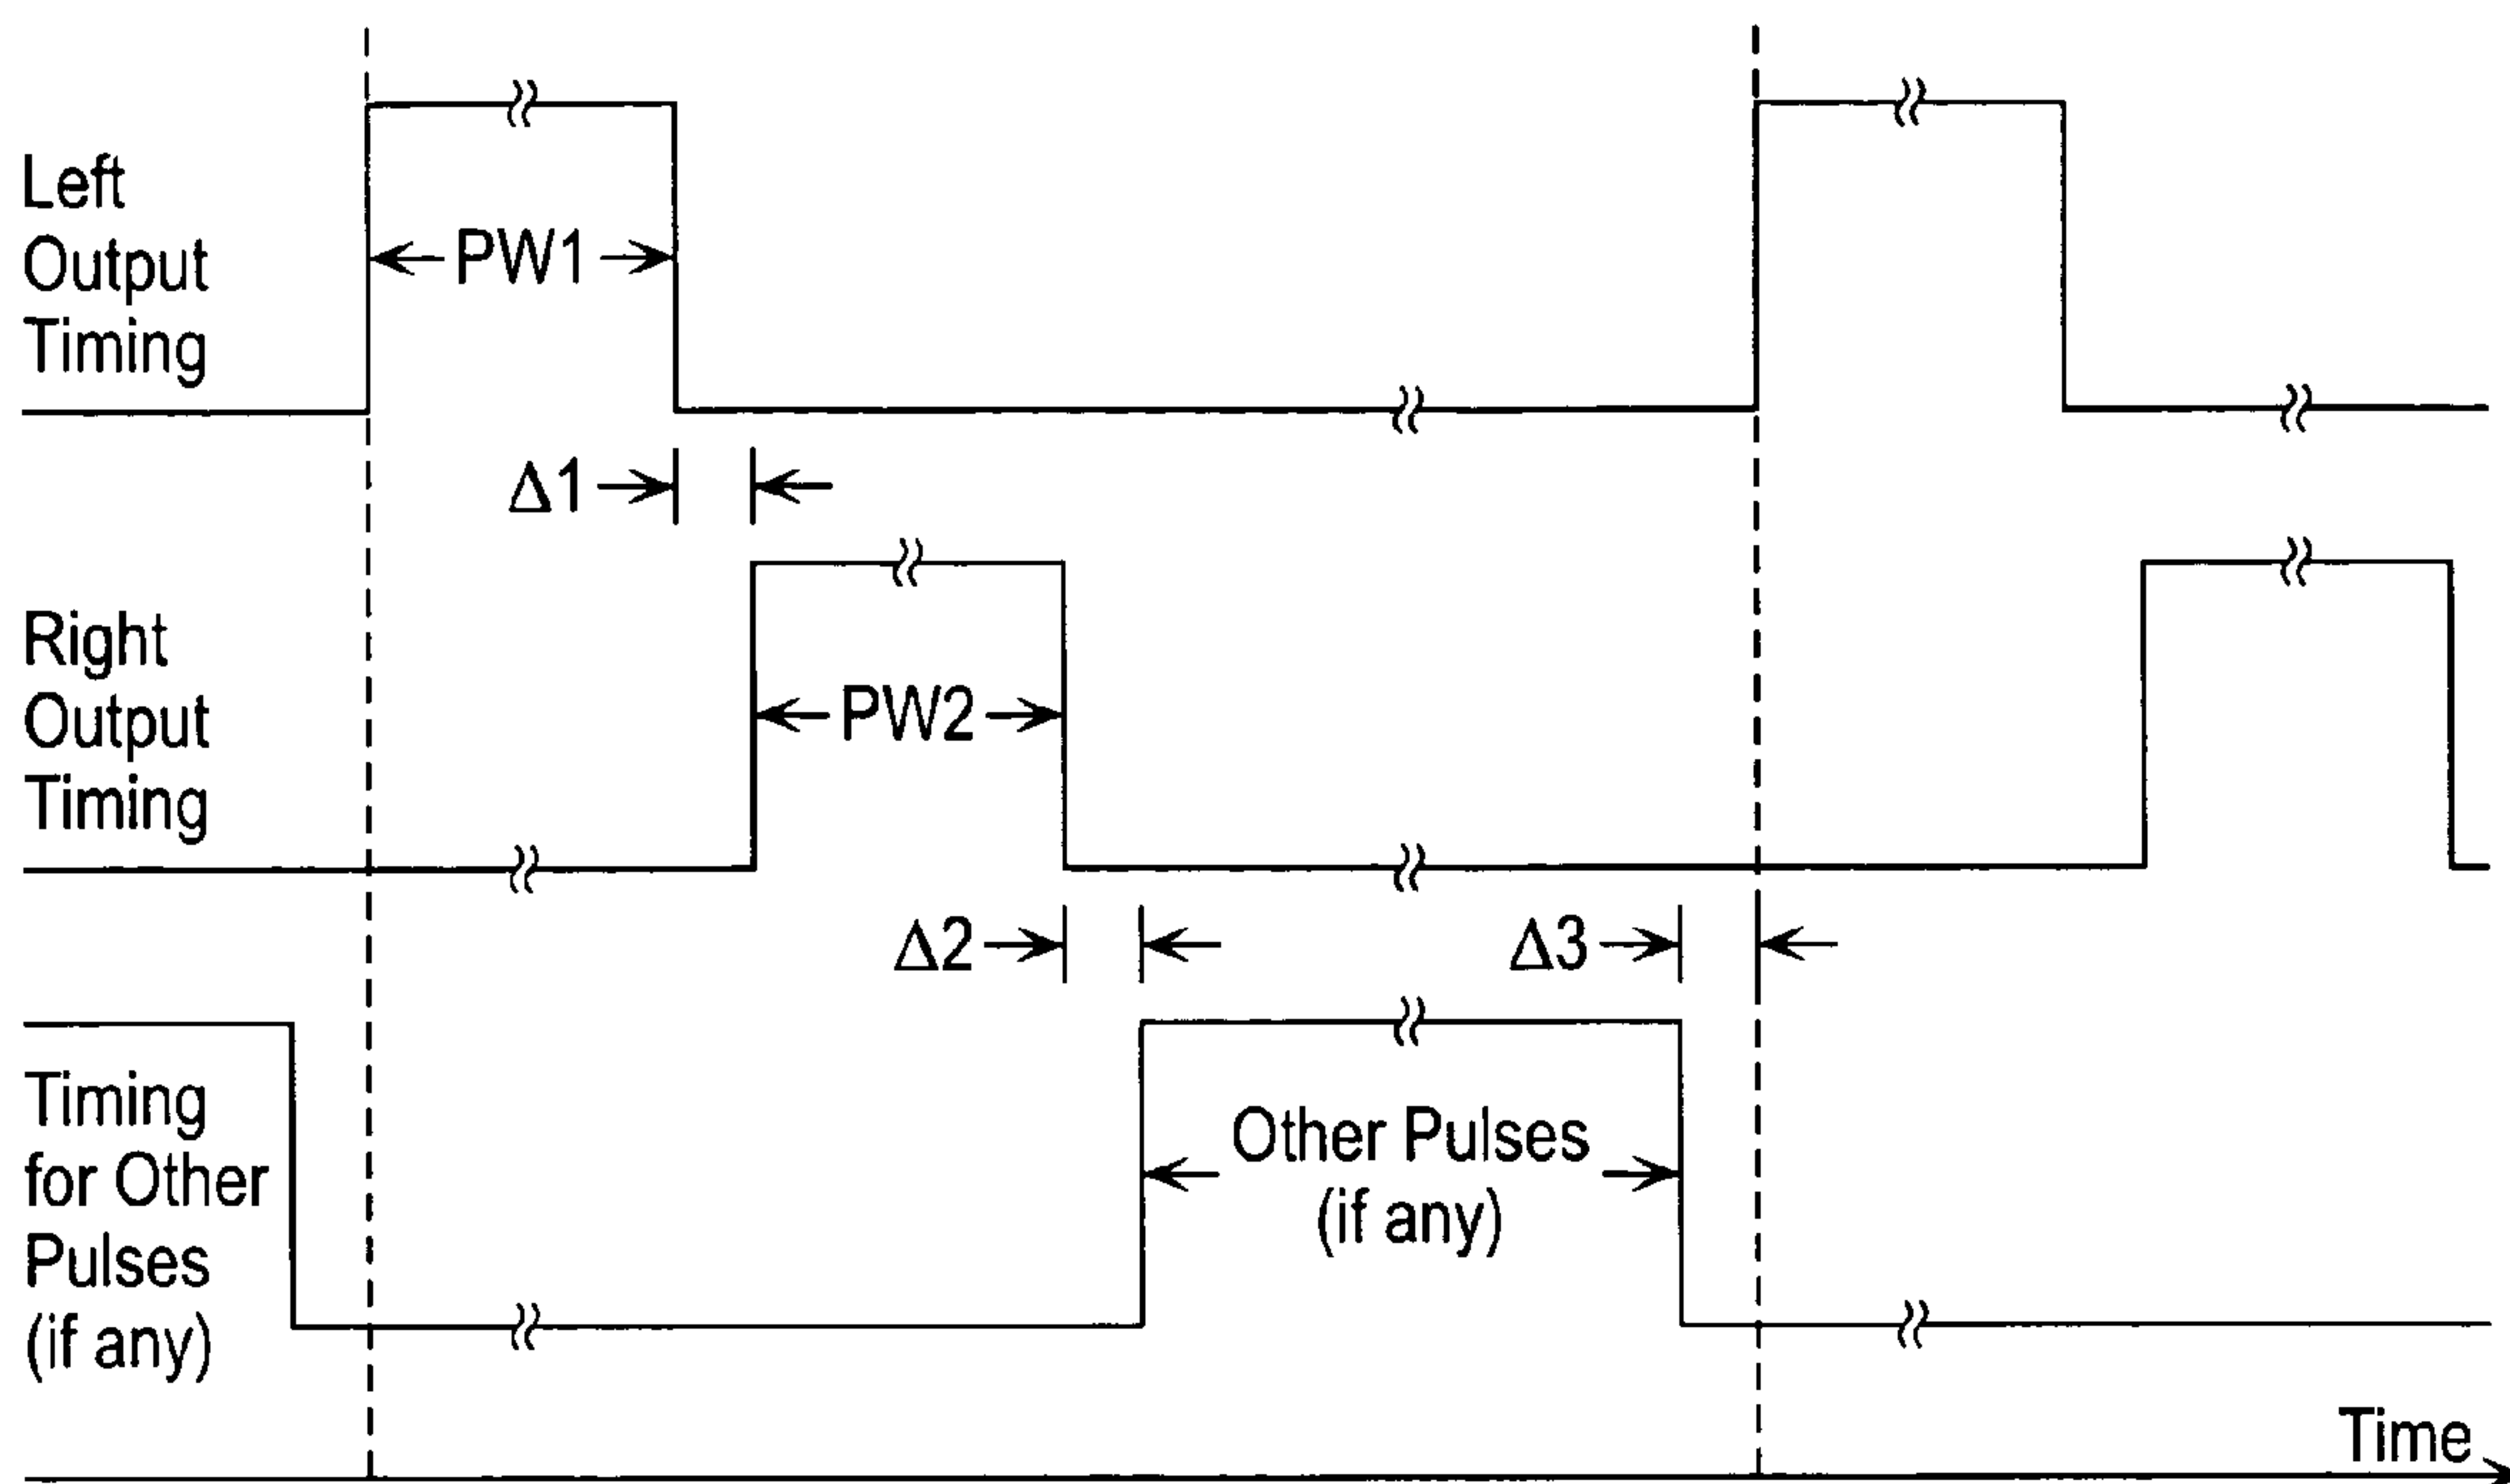 Left
Output
Timing
PW1
Δ1
Right
Output
Timing
PW2
Δ2
Δ3
Timing
for Other
Pulses
(if any)
Other Pulses
(if any)
Time